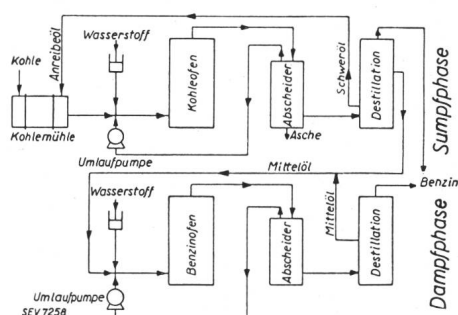 Wasserstoff
Kohle
Anreibeöl
Kohlemühle
Kohleofen
Abscheider
Asche
Schweröl
Destillation
Sumpfphase
Umlaufpumpe
Mittelöl
Wasserstoff
Benzinofen
Abscheider
Mittelöl
Destillation
Benzin
Dampfphase
Umlaufpumpe
SEV 7258